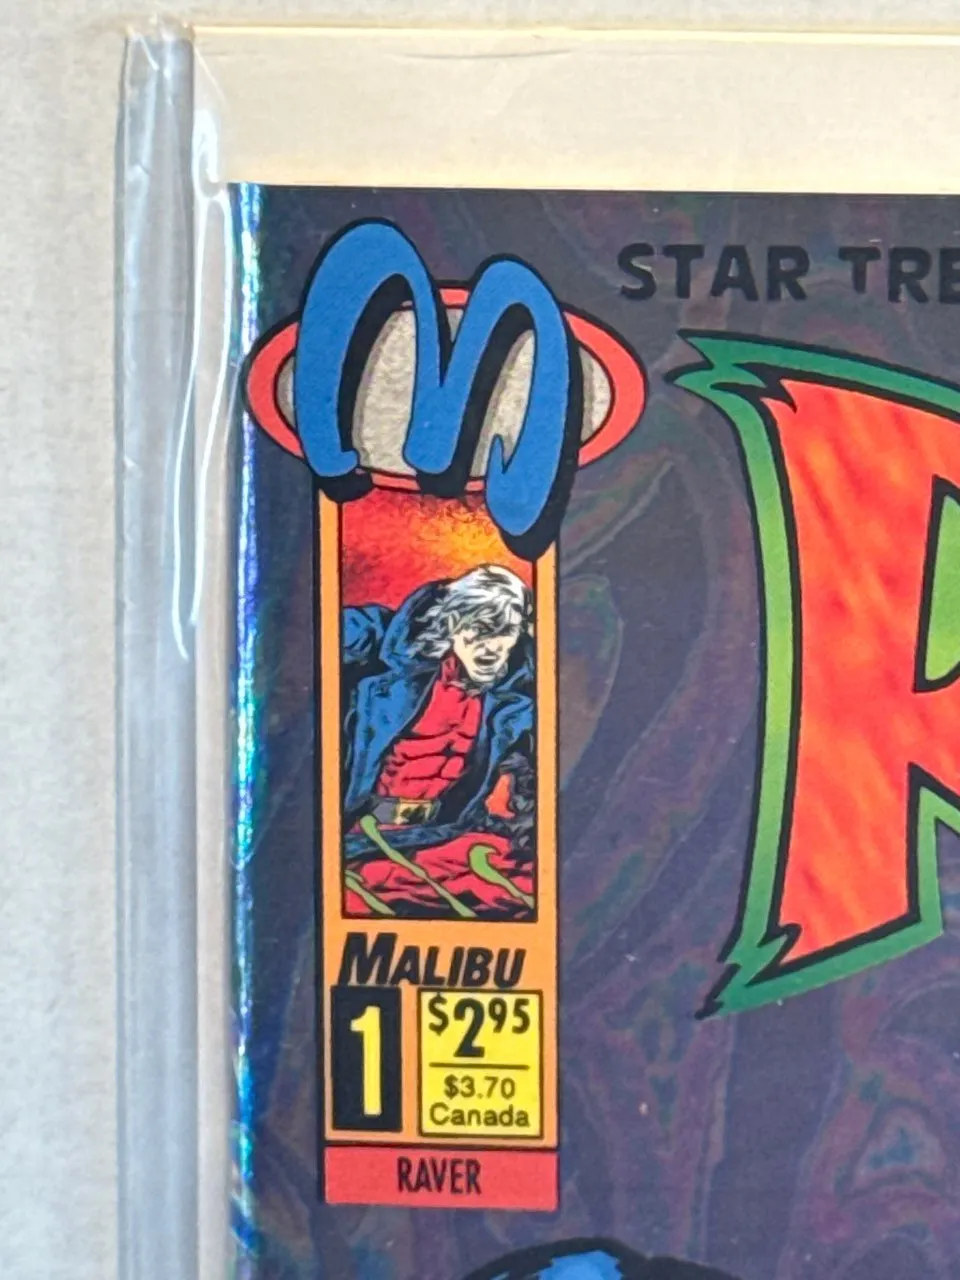 STAR TRE
R
M
MALIBU
1
$2.95
$3.70
Canada
RAVER